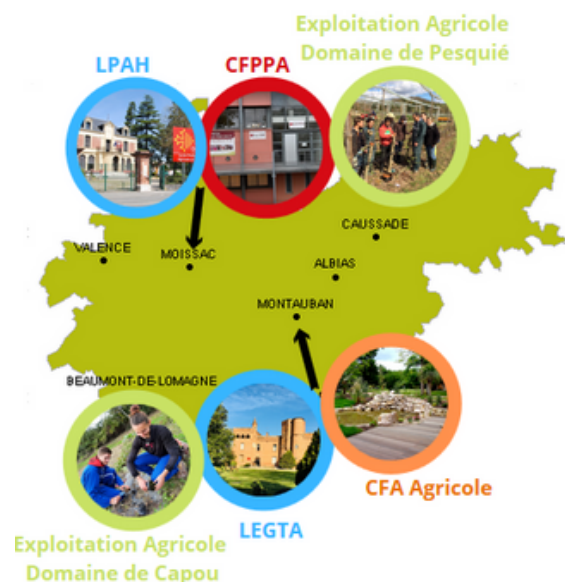 Exploitation Agricole
Domaine de Pesquié
LPAH
CFPPA
CAUSSADE
VALENCE
MOISSAC
ALBIAS
MONTAUBAN
BEAUMONT-DE-LOMAGNE
CFA Agricole
LEGTA
Exploitation Agricole
Domaine de Capou